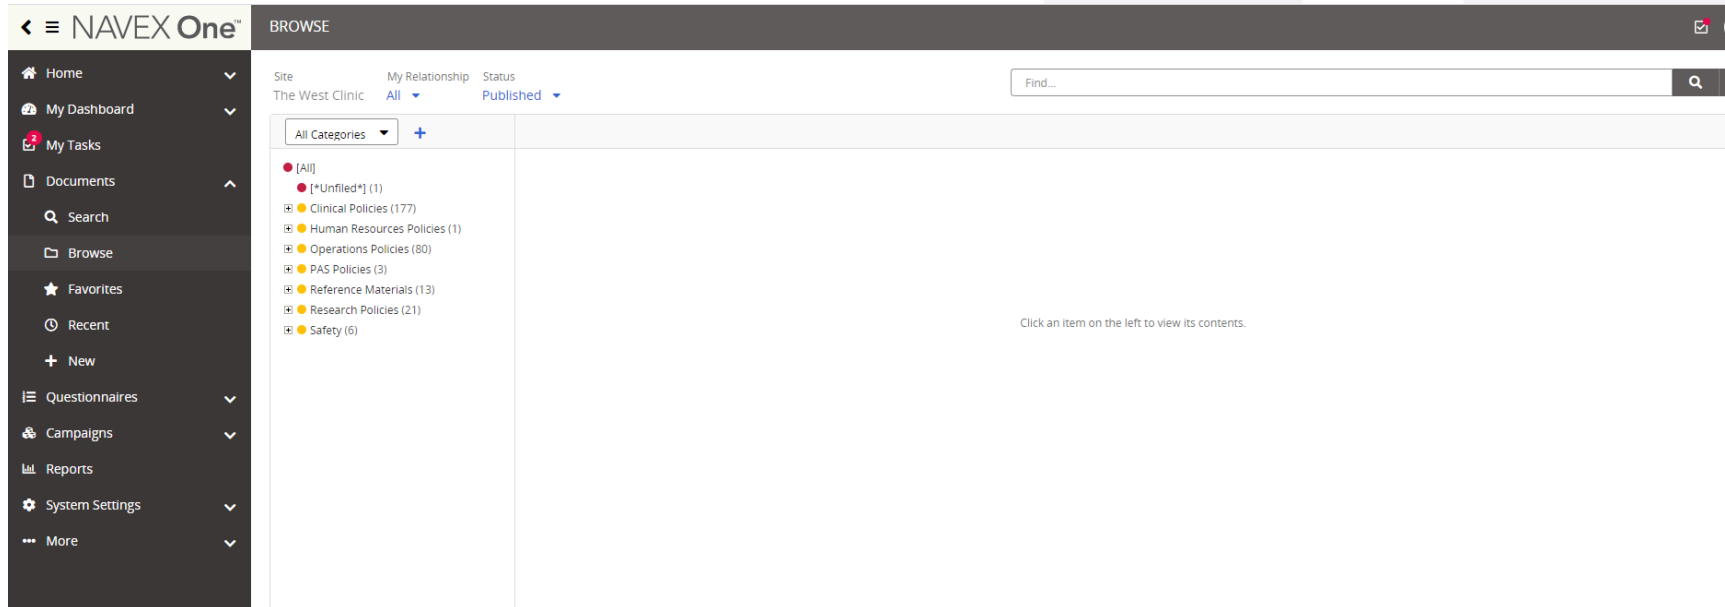 NAVEX One™
BROWSE
Home
My Dashboard
2
My Tasks
Documents
Search
Browse
Favorites
Recent
New
Questionnaires
Campaigns
Reports
System Settings
More
Site My Relationship Status
The West Clinic All Published
Find...
All Categories
[All]
[*Unfiled*] (1)
Clinical Policies (177)
Human Resources Policies (1)
Operations Policies (80)
PAS Policies (3)
Reference Materials (13)
Research Policies (21)
Safety (6)
Click an item on the left to view its contents.